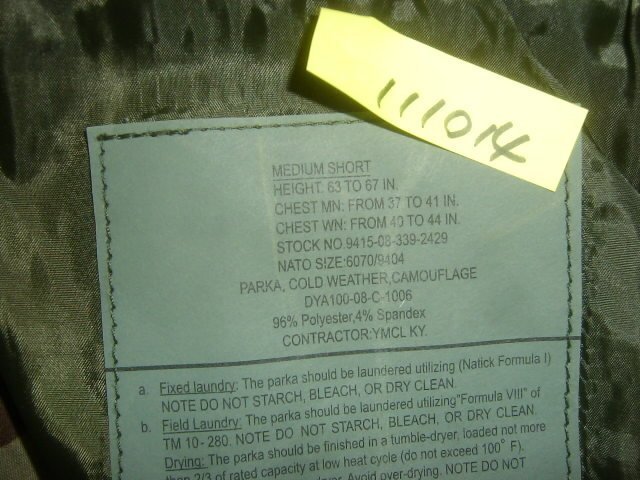 111014
MEDIUM SHORT
HEIGHT. 63 TO 67 IN.
CHEST MN: FROM 37 TO 41 IN.
CHEST WN: FROM 40 TO 44 IN.
STOCK NO 9415-08-339-2429
NATO SIZE:6070/9404
PARKA, COLD WEATHER,CAMOUFLAGE
DYA100-08-C-1006
96% Polyester,4% Spandex
CONTRACTOR:YMCL KY.
a. Fixed laundry: The parka should be laundered utilizing (Natick Formula I)
NOTE DO NOT STARCH, BLEACH, OR DRY CLEAN.
b. Field Laundry: The parka should be laundered utilizing"Formula VIII" of
TM 10- 280. NOTE DO NOT STARCH, BLEACH, OR DRY CLEAN.
Drying: The parka should be finished in a tumble-dryer, loaded not more
than 2/3 of rated capacity at low heat cycle (do not exceed 100° F).
Avoid over-drying. NOTE DO NOT